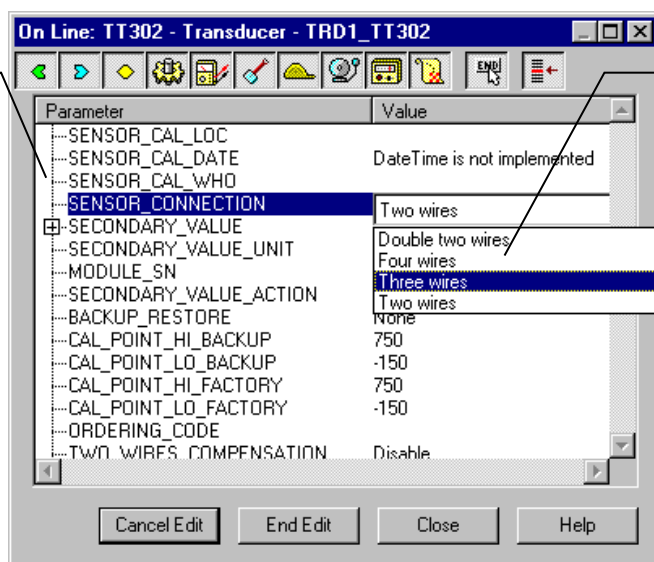 On Line: TT302 - Transducer - TRD1_TT302
END
Parameter Value
SENSOR_CAL_LOC
SENSOR_CAL_DATE DateTime is not implemented
SENSOR_CAL_WHO
SENSOR_CONNECTION Two wires
SECONDARY_VALUE Double two wires
SECONDARY_VALUE_UNIT Four wires
MODULE_SN Three wires
SECONDARY_VALUE_ACTION Two wires
BACKUP_RESTORE None
CAL_POINT_HI_BACKUP 750
CAL_POINT_LO_BACKUP -150
CAL_POINT_HI_FACTORY 750
CAL_POINT_LO_FACTORY -150
ORDERING_CODE
TWO_WIRES_COMPENSATION Disable
Cancel Edit End Edit Close Help